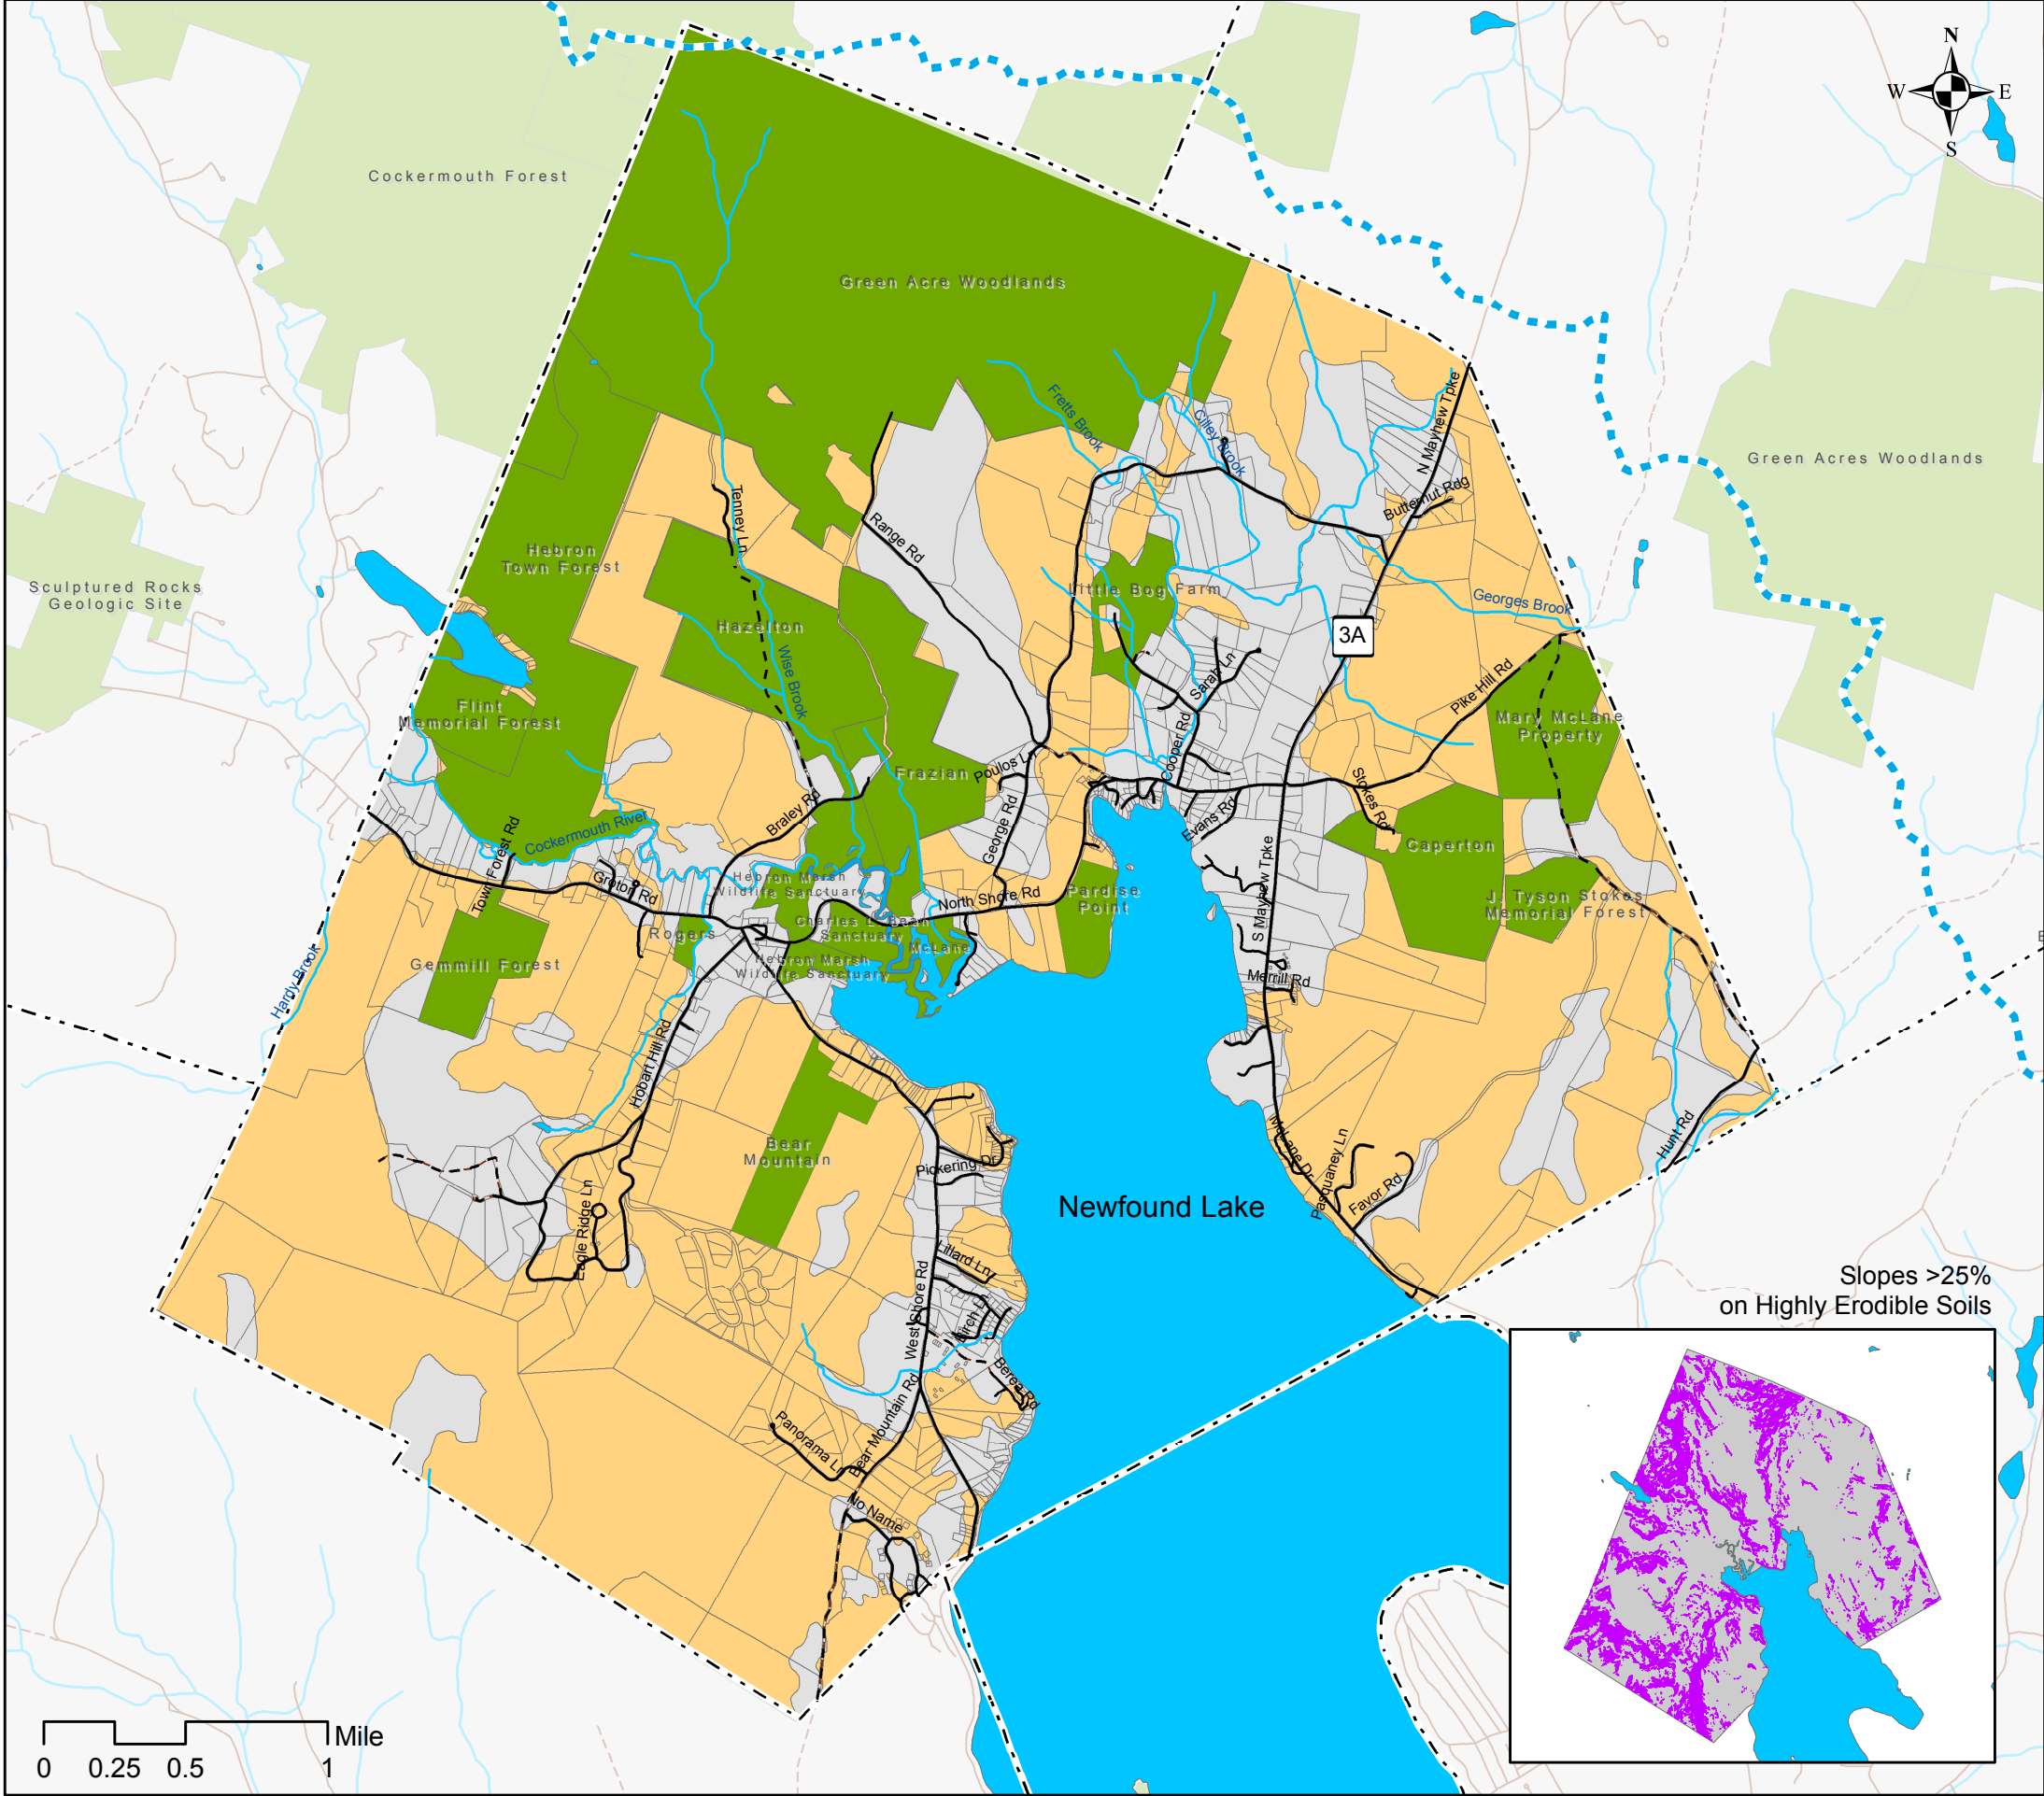 N
W
E
S
Cockermouth Forest
Green Acre Woodlands
Fretts Brook
Cilley Brook
N Mayhew Tpke
Butternut Rdg
Green Acres Woodlands
Tenney Ln
Range Rd
Hebron
Town Forest
Sculptured Rocks
Geologic Site
Little Bog Farm
Georges Brook
Hazelton
3A
Wise Brook
Sarah Ln
Pike Hill Rd
Flint
Memorial Forest
Mary McLane
Property
Cooper Rd
Frazian
Poulos Ln
Stokes Rd
Braley Rd
George Rd
Evans Rd
Cockermouth River
Town Forest Rd
Caperton
S Mayhew Tpke
Groton Rd
Hebron Marsh
Wildlife Sanctuary
North Shore Rd
Pardise
Point
J. Tyson Stokes
Memorial Forest
Charles L. Bean
Sanctuary
Rogers
McLane
Gemmill Forest
Hebron Marsh
Wildlife Sanctuary
Merrill Rd
Hardy Brook
Hobart Hill Rd
Bear
Mountain
Pickering Dr
McLane Dr
Pasquaney Ln
Favor Rd
Hunt Rd
Newfound Lake
Eagle Ridge Ln
Lillard Ln
West Shore Rd
Birch Ln
Berea Rd
Bear Mountain Rd
Panorama Ln
No Name
Slopes >25%
on Highly Erodible Soils
Mile
0
0.25
0.5
1